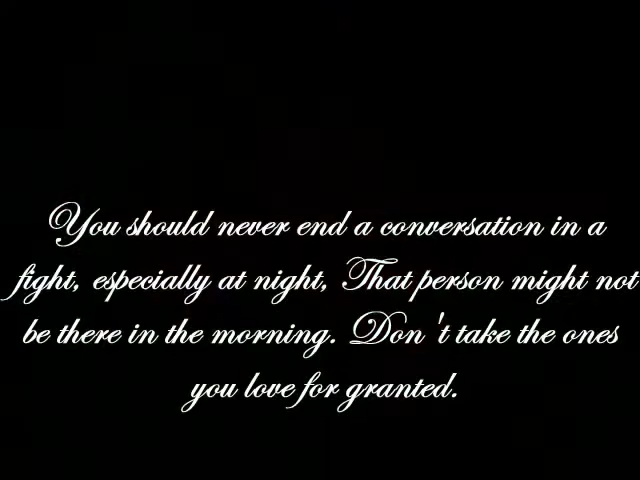 You should never end a conversation in a
fight, especially at night, That person might not
be there in the morning. Don't take the ones
you love for granted.